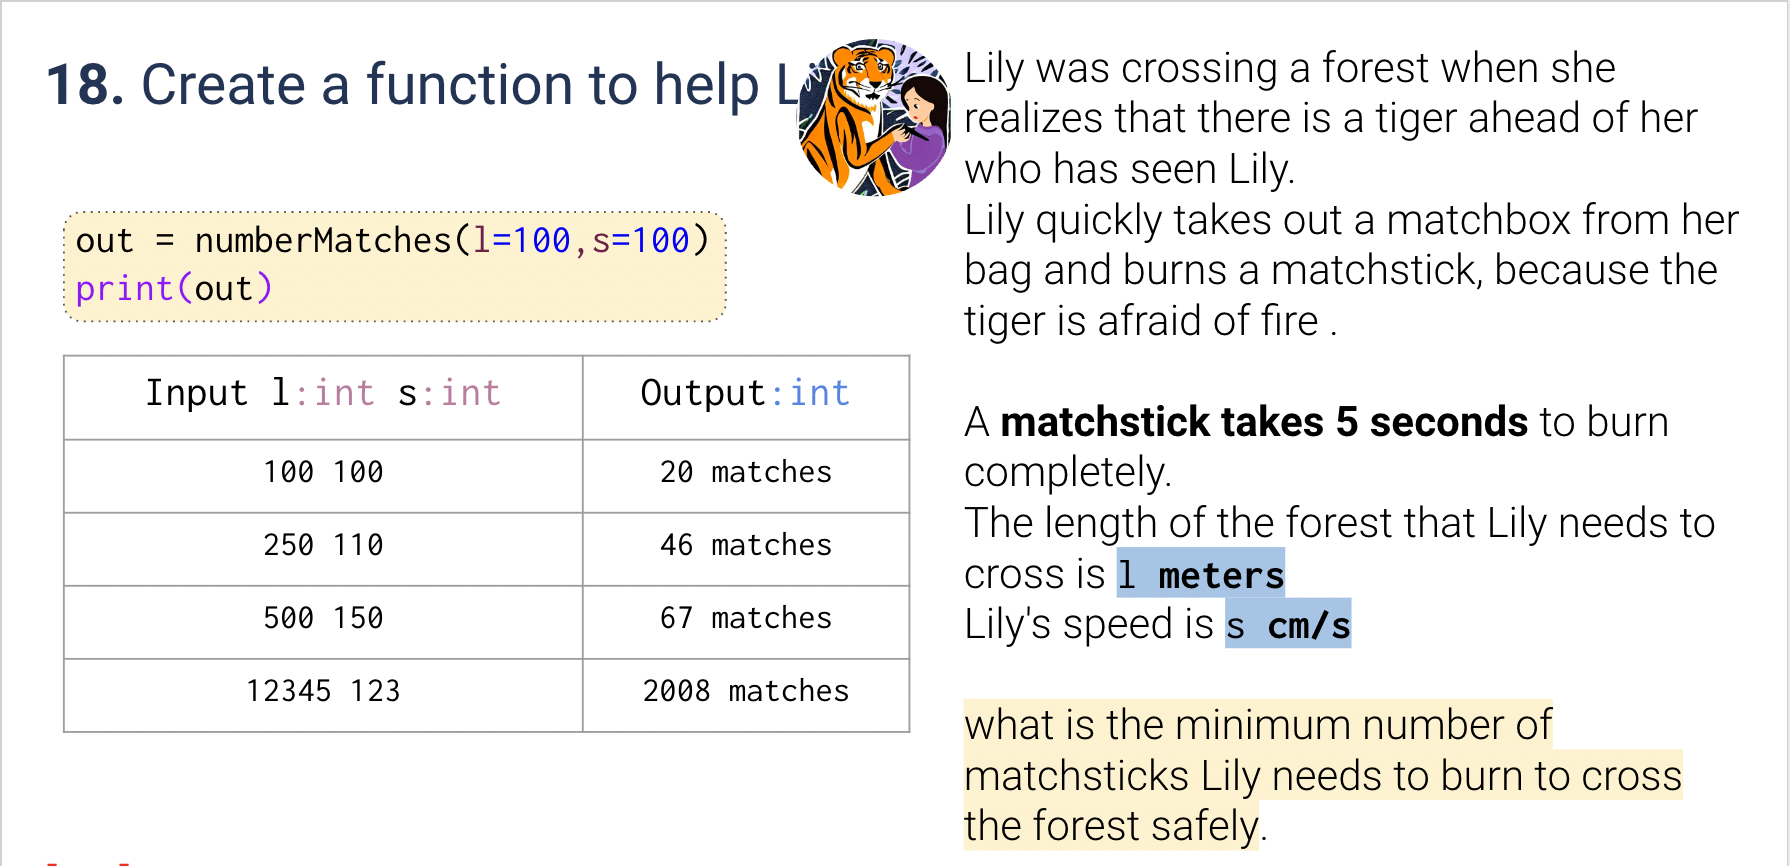 18. Create a function to help
out = numberMatches(l=100,s=100)
print(out)
Input l:int s:int Output:int
100 100 20 matches
250 110 46 matches
500 150 67 matches
12345 123 2008 matches
Lily was crossing a forest when she
realizes that there is a tiger ahead of her
who has seen Lily.
Lily quickly takes out a matchbox from her
bag and burns a matchstick, because the
tiger is afraid of fire .
A matchstick takes 5 seconds to burn
completely.
The length of the forest that Lily needs to
cross is l meters
Lily's speed is s cm/s
what is the minimum number of
matchsticks Lily needs to burn to cross
the forest safely.